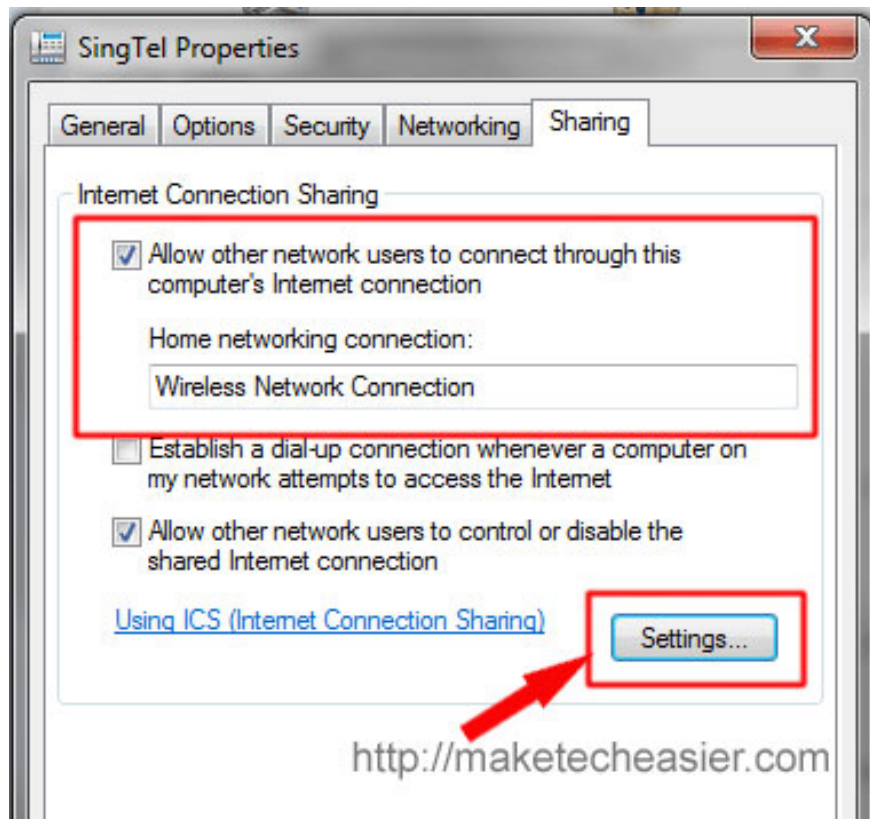 SingTel Properties
General Options Security Networking Sharing
Internet Connection Sharing
Allow other network users to connect through this
computer's Internet connection
Home networking connection:
Wireless Network Connection
Establish a dial-up connection whenever a computer on
my network attempts to access the Internet
Allow other network users to control or disable the
shared Internet connection
Using ICS (Internet Connection Sharing)
Settings...
http://maketecheasier.com